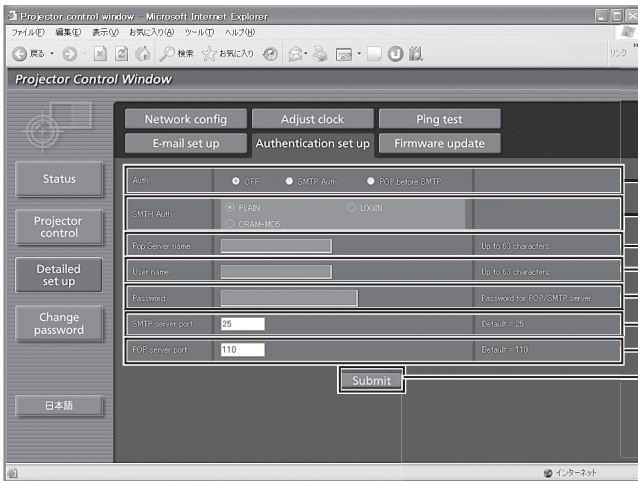 Projector control window - Microsoft Internet Explorer
ファイル(F) 編集(E) 表示(V) お気に入り(A) ツール(T) ヘルプ(H)
戻る 検索 お気に入り リンク »
Projector Control Window
Network config Adjust clock Ping test
E-mail set up Authentication set up Firmware update
Status
Projector control
Detailed set up
Change password
日本語
Auth OFF SMTP Auth POP before SMTP
SMTH Auth PLAIN LOGIN
CRAM-MD5
Pop Server name Up to 63 characters
User name Up to 63 characters
Password Password for POP/SMTP server
SMTP server port 25 Default = 25
POP server port 110 Default = 110
Submit
インターネット